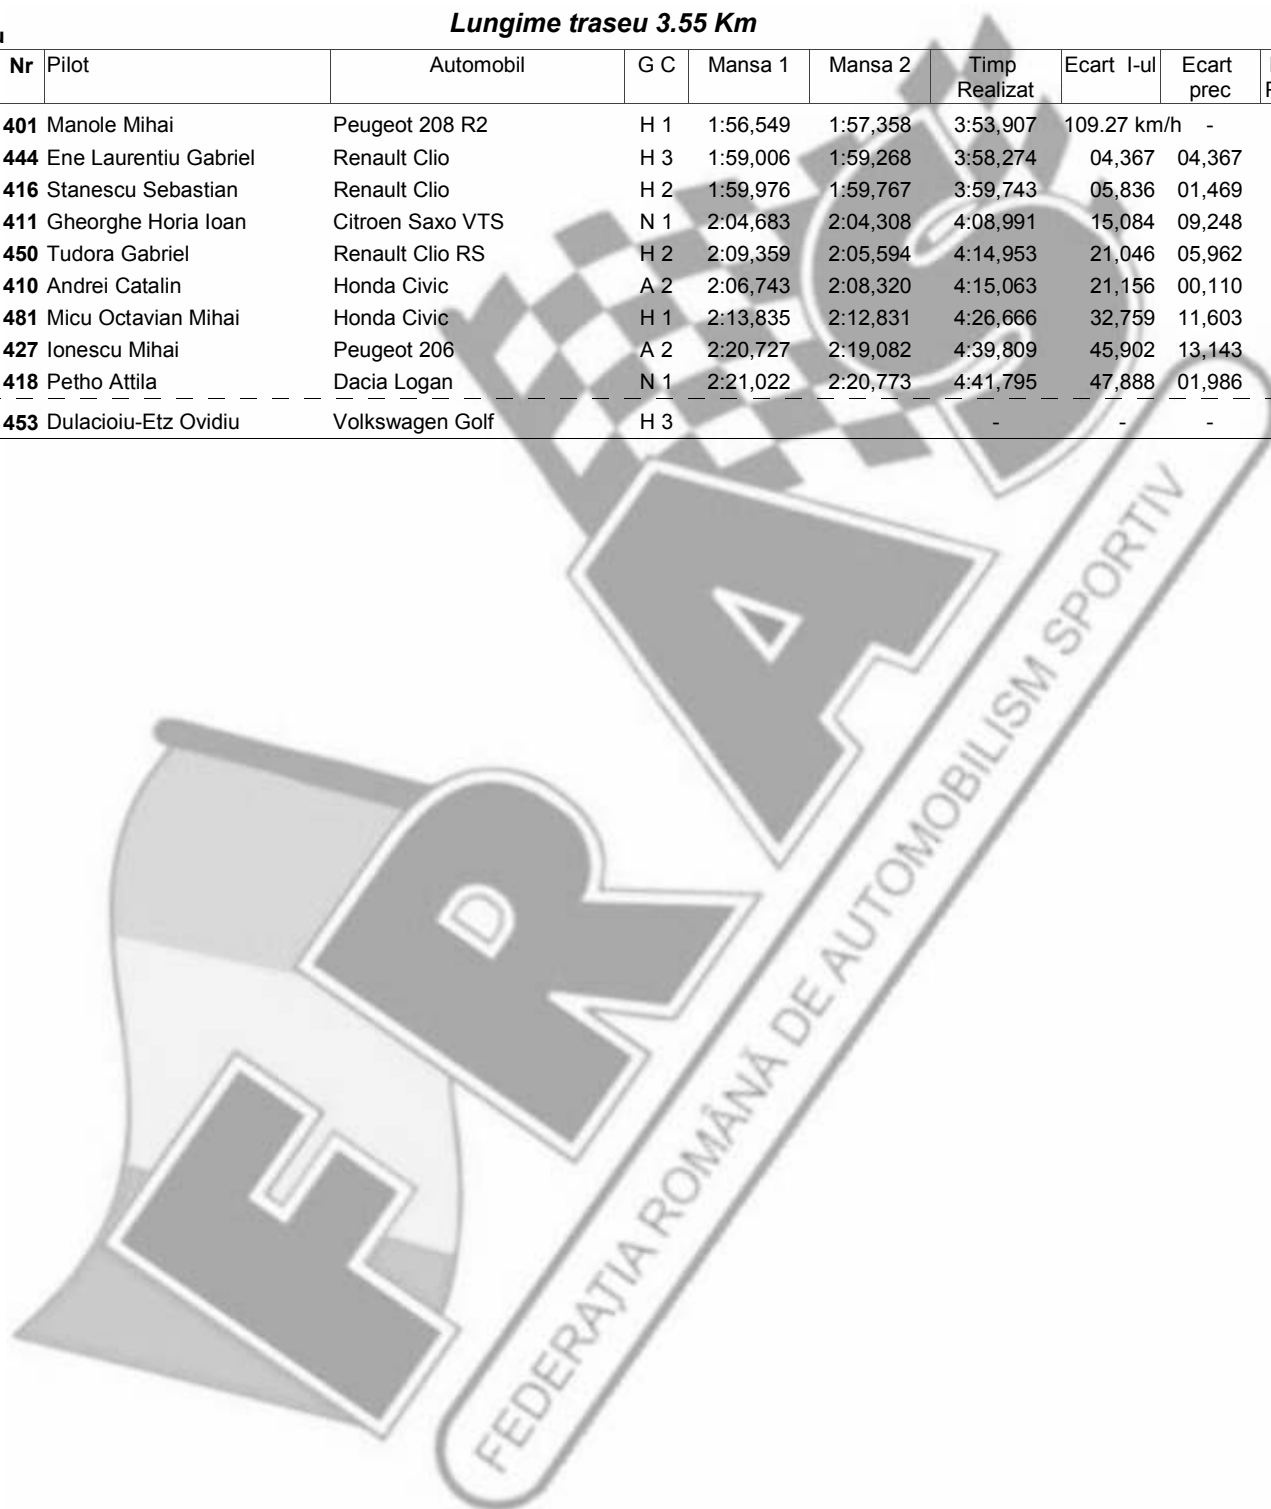 Lungime traseu 3.55 Km
Nr Pilot Automobil G C Mansa 1 Mansa 2 Timp Realizat Ecart I-ul Ecart prec
401 Manole Mihai Peugeot 208 R2 H 1 1:56,549 1:57,358 3:53,907 109.27 km/h -
444 Ene Laurentiu Gabriel Renault Clio H 3 1:59,006 1:59,268 3:58,274 04,367 04,367
416 Stanescu Sebastian Renault Clio H 2 1:59,976 1:59,767 3:59,743 05,836 01,469
411 Gheorghe Horia Ioan Citroen Saxo VTS N 1 2:04,683 2:04,308 4:08,991 15,084 09,248
450 Tudora Gabriel Renault Clio RS H 2 2:09,359 2:05,594 4:14,953 21,046 05,962
410 Andrei Catalin Honda Civic A 2 2:06,743 2:08,320 4:15,063 21,156 00,110
481 Micu Octavian Mihai Honda Civic H 1 2:13,835 2:12,831 4:26,666 32,759 11,603
427 Ionescu Mihai Peugeot 206 A 2 2:20,727 2:19,082 4:39,809 45,902 13,143
418 Petho Attila Dacia Logan N 1 2:21,022 2:20,773 4:41,795 47,888 01,986
453 Dulacioiu-Etz Ovidiu Volkswagen Golf H 3 - - -
FRAS
FEDERAȚIA ROMÂNĂ DE AUTOMOBILISM SPORTIV